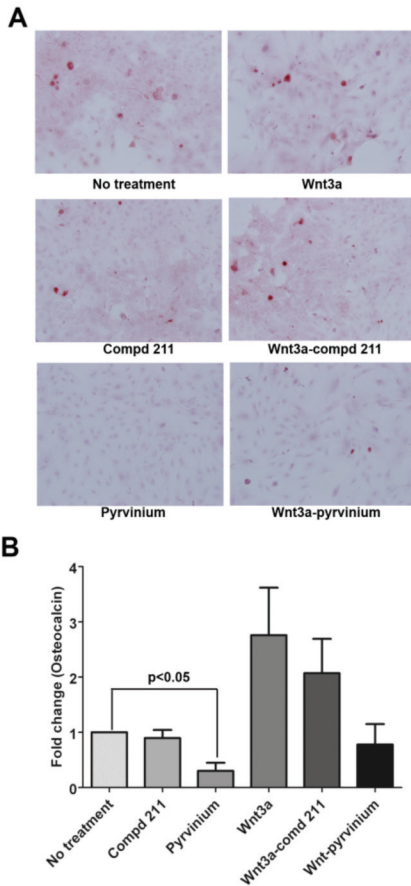 A
No treatment
Wnt3a
Compd 211
Wnt3a-compd 211
Pyrvinium
Wnt3a-pyrvinium
B
Fold change (Osteocalcin)
4
3
2
1
0
p<0.05
No treatment
Compd 211
Pyrvinium
Wnt3a
Wnt3a-comd 211
Wnt-pyrvinium